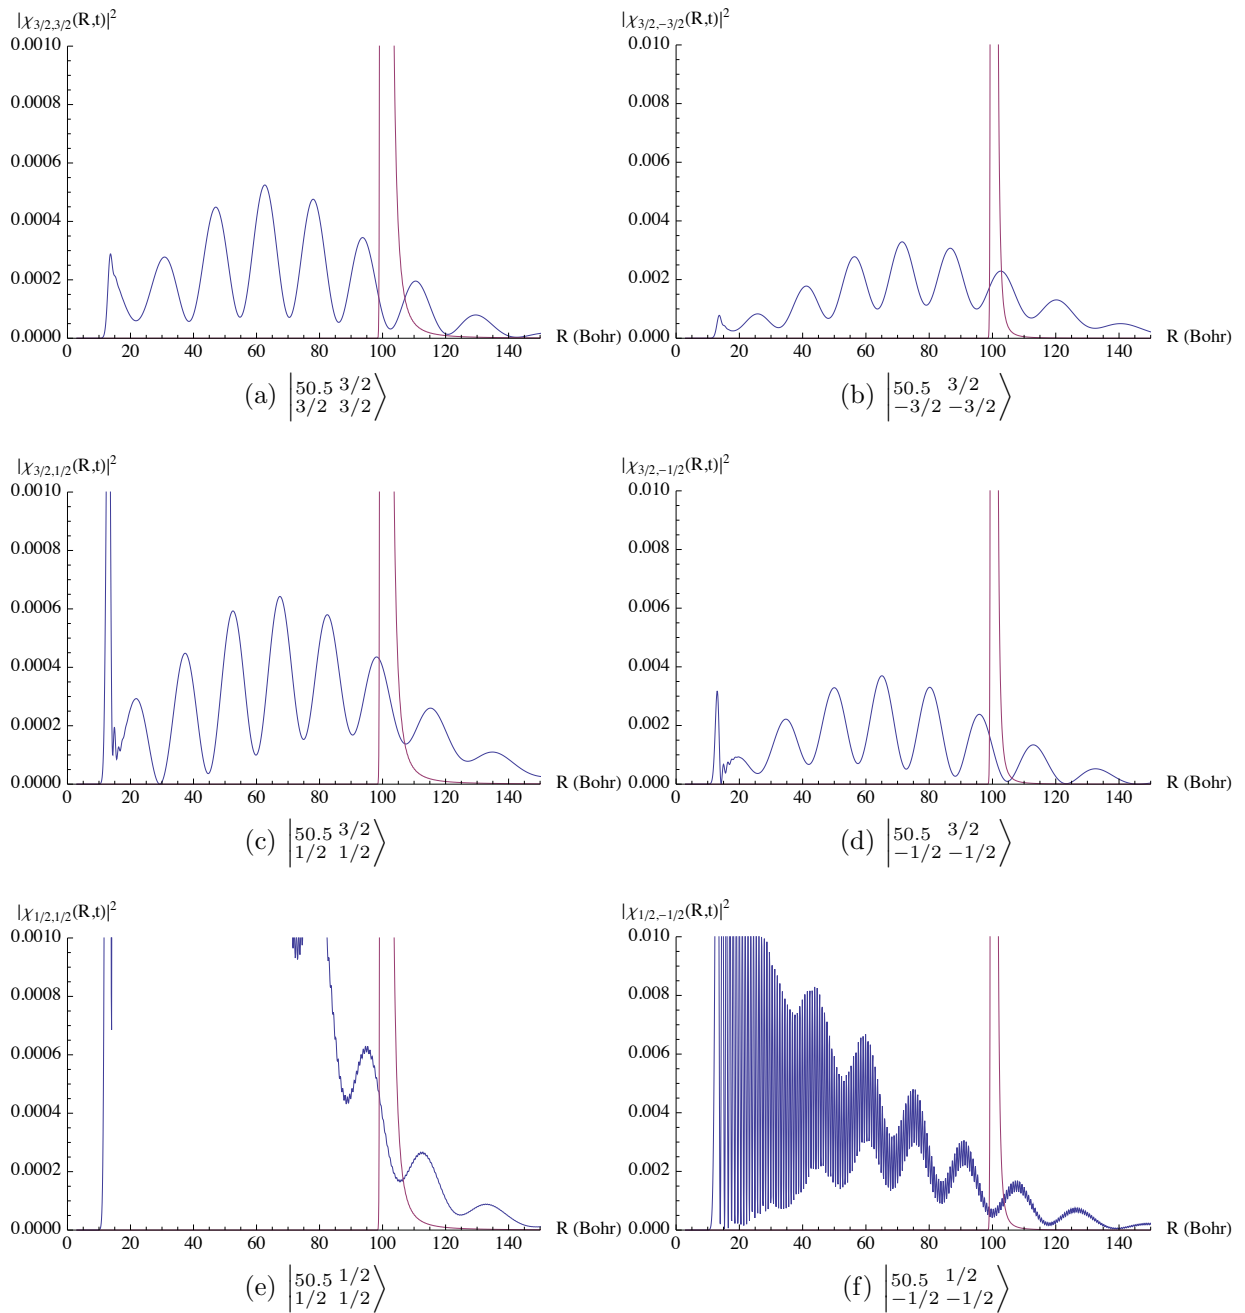 |χ3/2,3/2(R,t)|²
0.0010
0.0008
0.0006
0.0004
0.0002
0.0000
0 20 40 60 80 100 120 140 R (Bohr)
(a) |50.5 3/2
3/2 3/2⟩
|χ3/2,−3/2(R,t)|²
0.010
0.008
0.006
0.004
0.002
0.000
0 20 40 60 80 100 120 140 R (Bohr)
(b) |50.5 3/2
−3/2 −3/2⟩
|χ3/2,1/2(R,t)|²
0.0010
0.0008
0.0006
0.0004
0.0002
0.0000
0 20 40 60 80 100 120 140 R (Bohr)
(c) |50.5 3/2
1/2 1/2⟩
|χ3/2,−1/2(R,t)|²
0.010
0.008
0.006
0.004
0.002
0.000
0 20 40 60 80 100 120 140 R (Bohr)
(d) |50.5 3/2
−1/2 −1/2⟩
|χ1/2,1/2(R,t)|²
0.0010
0.0008
0.0006
0.0004
0.0002
0.0000
0 20 40 60 80 100 120 140 R (Bohr)
(e) |50.5 1/2
1/2 1/2⟩
|χ1/2,−1/2(R,t)|²
0.010
0.008
0.006
0.004
0.002
0.000
0 20 40 60 80 100 120 140 R (Bohr)
(f) |50.5 1/2
−1/2 −1/2⟩